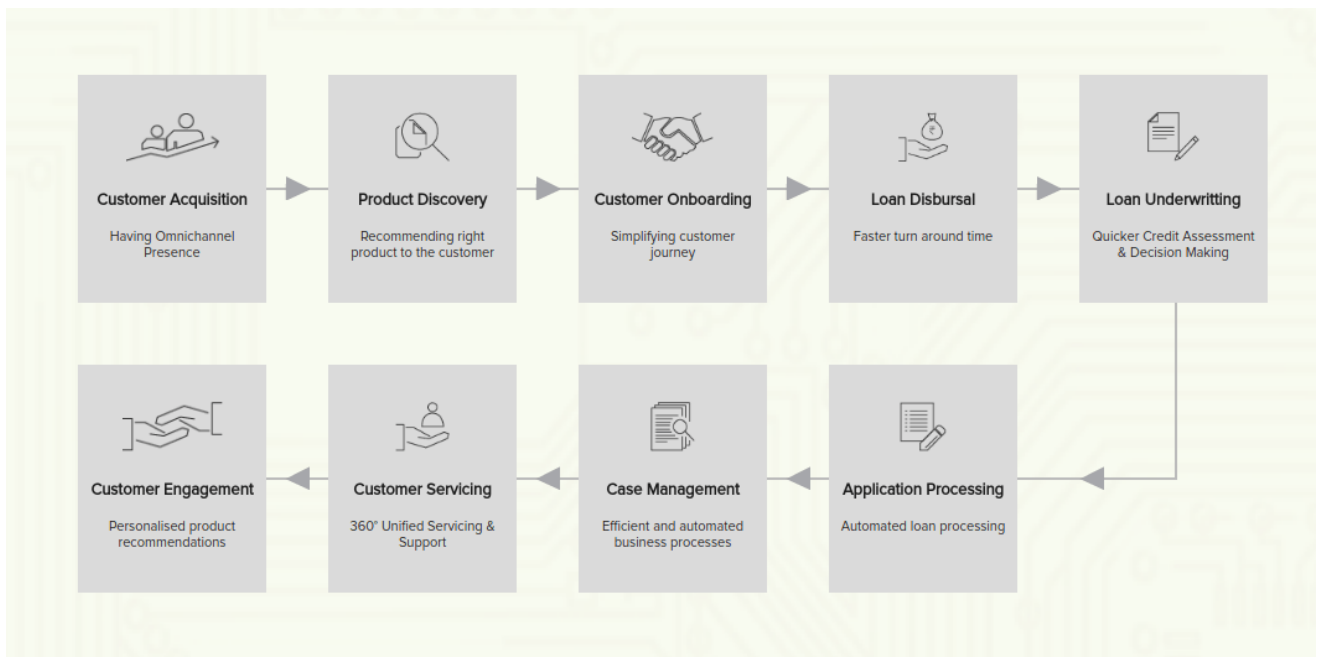 Customer Acquisition
Having Omnichannel
Presence
Product Discovery
Recommending right
product to the customer
Customer Onboarding
Simplifying customer
journey
Loan Disbursal
₹
Faster turn around time
Loan Underwritting
Quicker Credit Assessment
& Decision Making
Application Processing
Automated loan processing
Case Management
Efficient and automated
business processes
Customer Servicing
360° Unified Servicing &
Support
Customer Engagement
Personalised product
recommendations